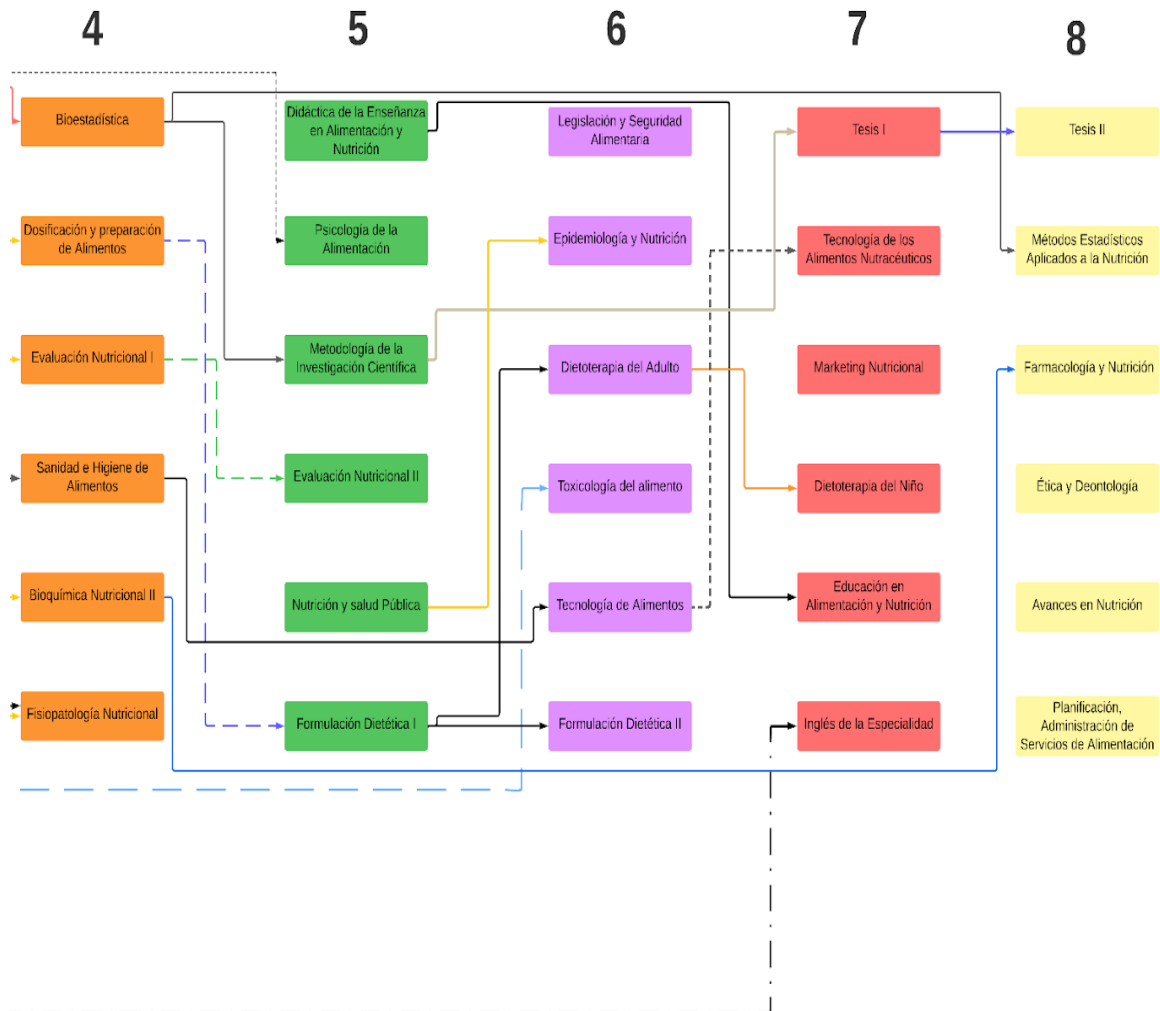 4
5
6
7
8
Bioestadística
Dosificación y preparación
de Alimentos
Evaluación Nutricional I
Sanidad e Higiene de
Alimentos
Bioquímica Nutricional II
Fisiopatología Nutricional
Didáctica de la Enseñanza
en Alimentación y
Nutrición
Psicología de la
Alimentación
Metodología de la
Investigación Científica
Evaluación Nutricional II
Nutrición y salud Pública
Formulación Dietética I
Legislación y Seguridad
Alimentaria
Epidemiología y Nutrición
Dietoterapia del Adulto
Toxicología del alimento
Tecnología de Alimentos
Formulación Dietética II
Tesis I
Tecnología de los
Alimentos Nutracéuticos
Marketing Nutricional
Dietoterapia del Niño
Educación en
Alimentación y Nutrición
Inglés de la Especialidad
Tesis II
Métodos Estadísticos
Aplicados a la Nutrición
Farmacología y Nutrición
Ética y Deontología
Avances en Nutrición
Planificación,
Administración de
Servicios de Alimentación